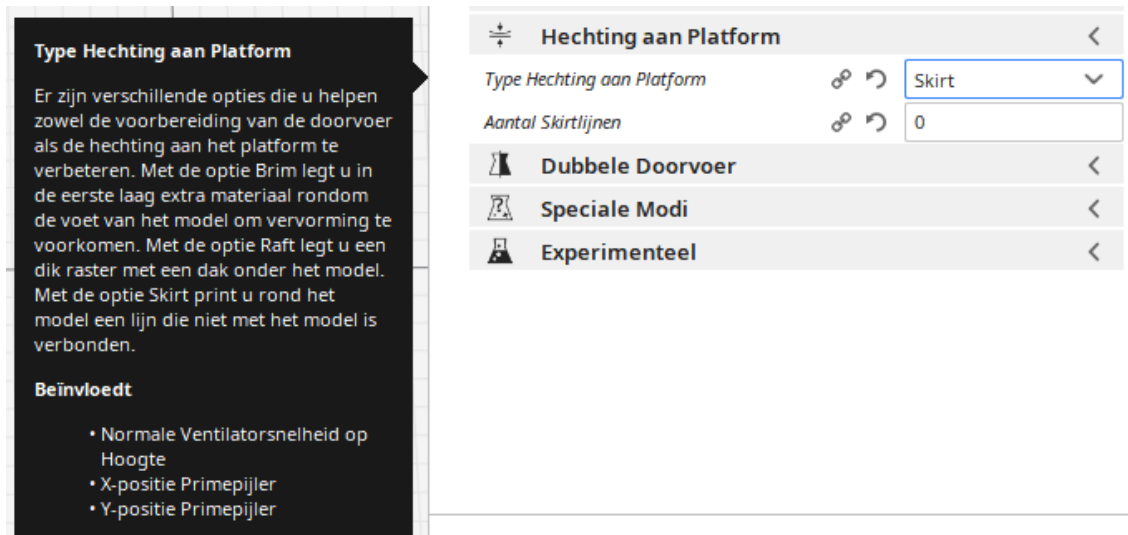 Type Hechting aan Platform
Er zijn verschillende opties die u helpen
zowel de voorbereiding van de doorvoer
als de hechting aan het platform te
verbeteren. Met de optie Brim legt u in
de eerste laag extra materiaal rondom
de voet van het model om vervorming te
voorkomen. Met de optie Raft legt u een
dik raster met een dak onder het model.
Met de optie Skirt print u rond het
model een lijn die niet met het model is
verbonden.
Beïnvloedt
• Normale Ventilatorsnelheid op
Hoogte
• X-positie Primepijler
• Y-positie Primepijler
Hechting aan Platform
Type Hechting aan Platform Skirt
Aantal Skirtlijnen 0
Dubbele Doorvoer
Speciale Modi
Experimenteel